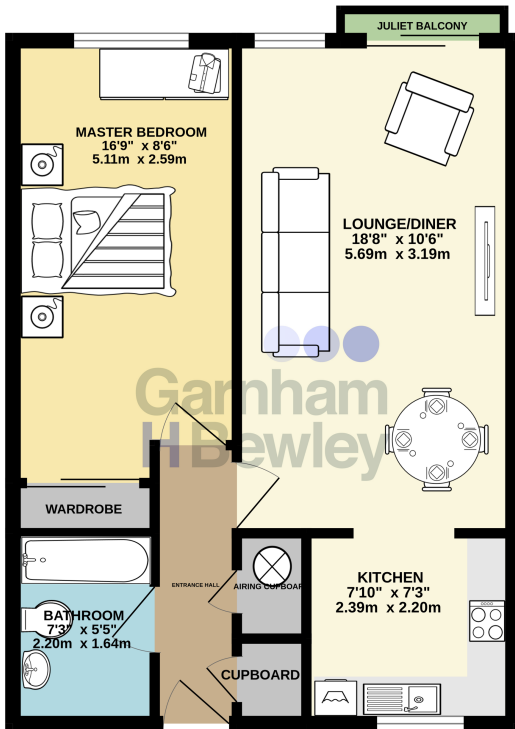 JULIET BALCONY
MASTER BEDROOM
16'9" x 8'6"
5.11m x 2.59m
LOUNGE/DINER
18'8" x 10'6"
5.69m x 3.19m
Garnham
H Bewley
WARDROBE
ENTRANCE HALL
AIRING CUPBOARD
KITCHEN
7'10" x 7'3"
2.39m x 2.20m
BATHROOM
7'3" x 5'5"
2.20m x 1.64m
CUPBOARD